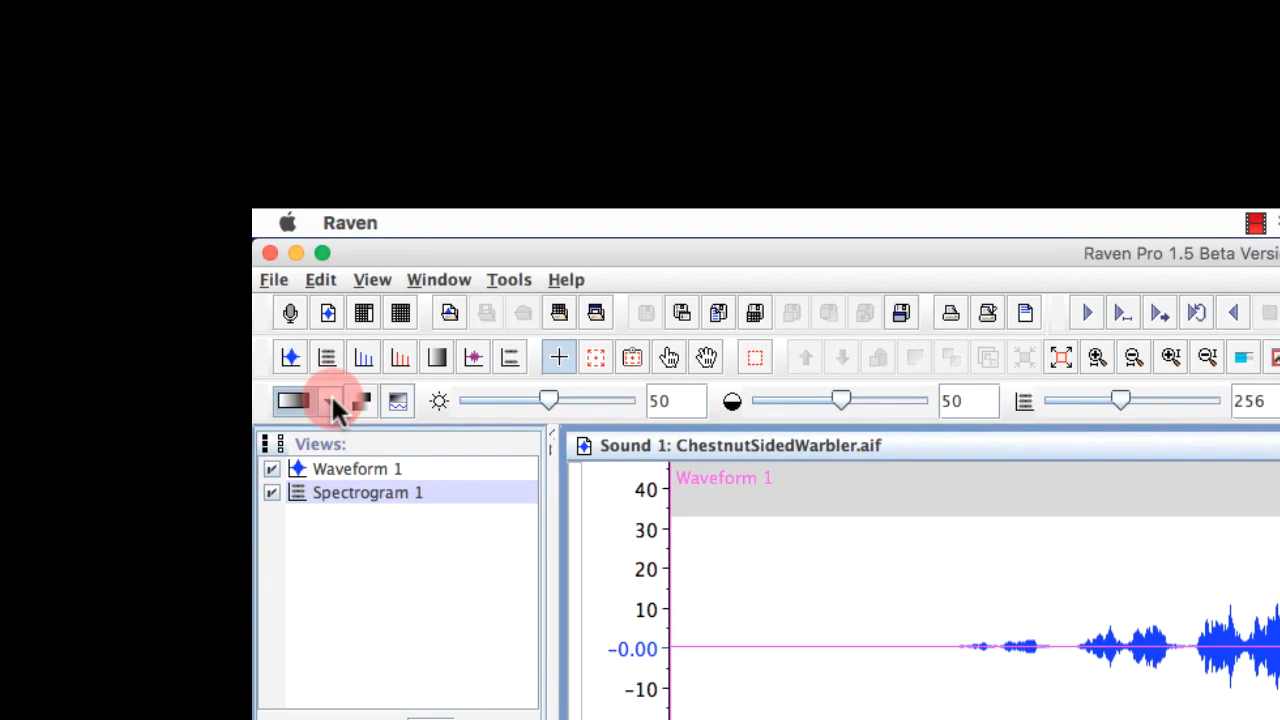 Raven
Raven Pro 1.5 Beta Versi
File Edit View Window Tools Help
50 50 256
Views:
Waveform 1
Spectrogram 1
Sound 1: ChestnutSidedWarbler.aif
Waveform 1
40
30
20
10
-0.00
-10